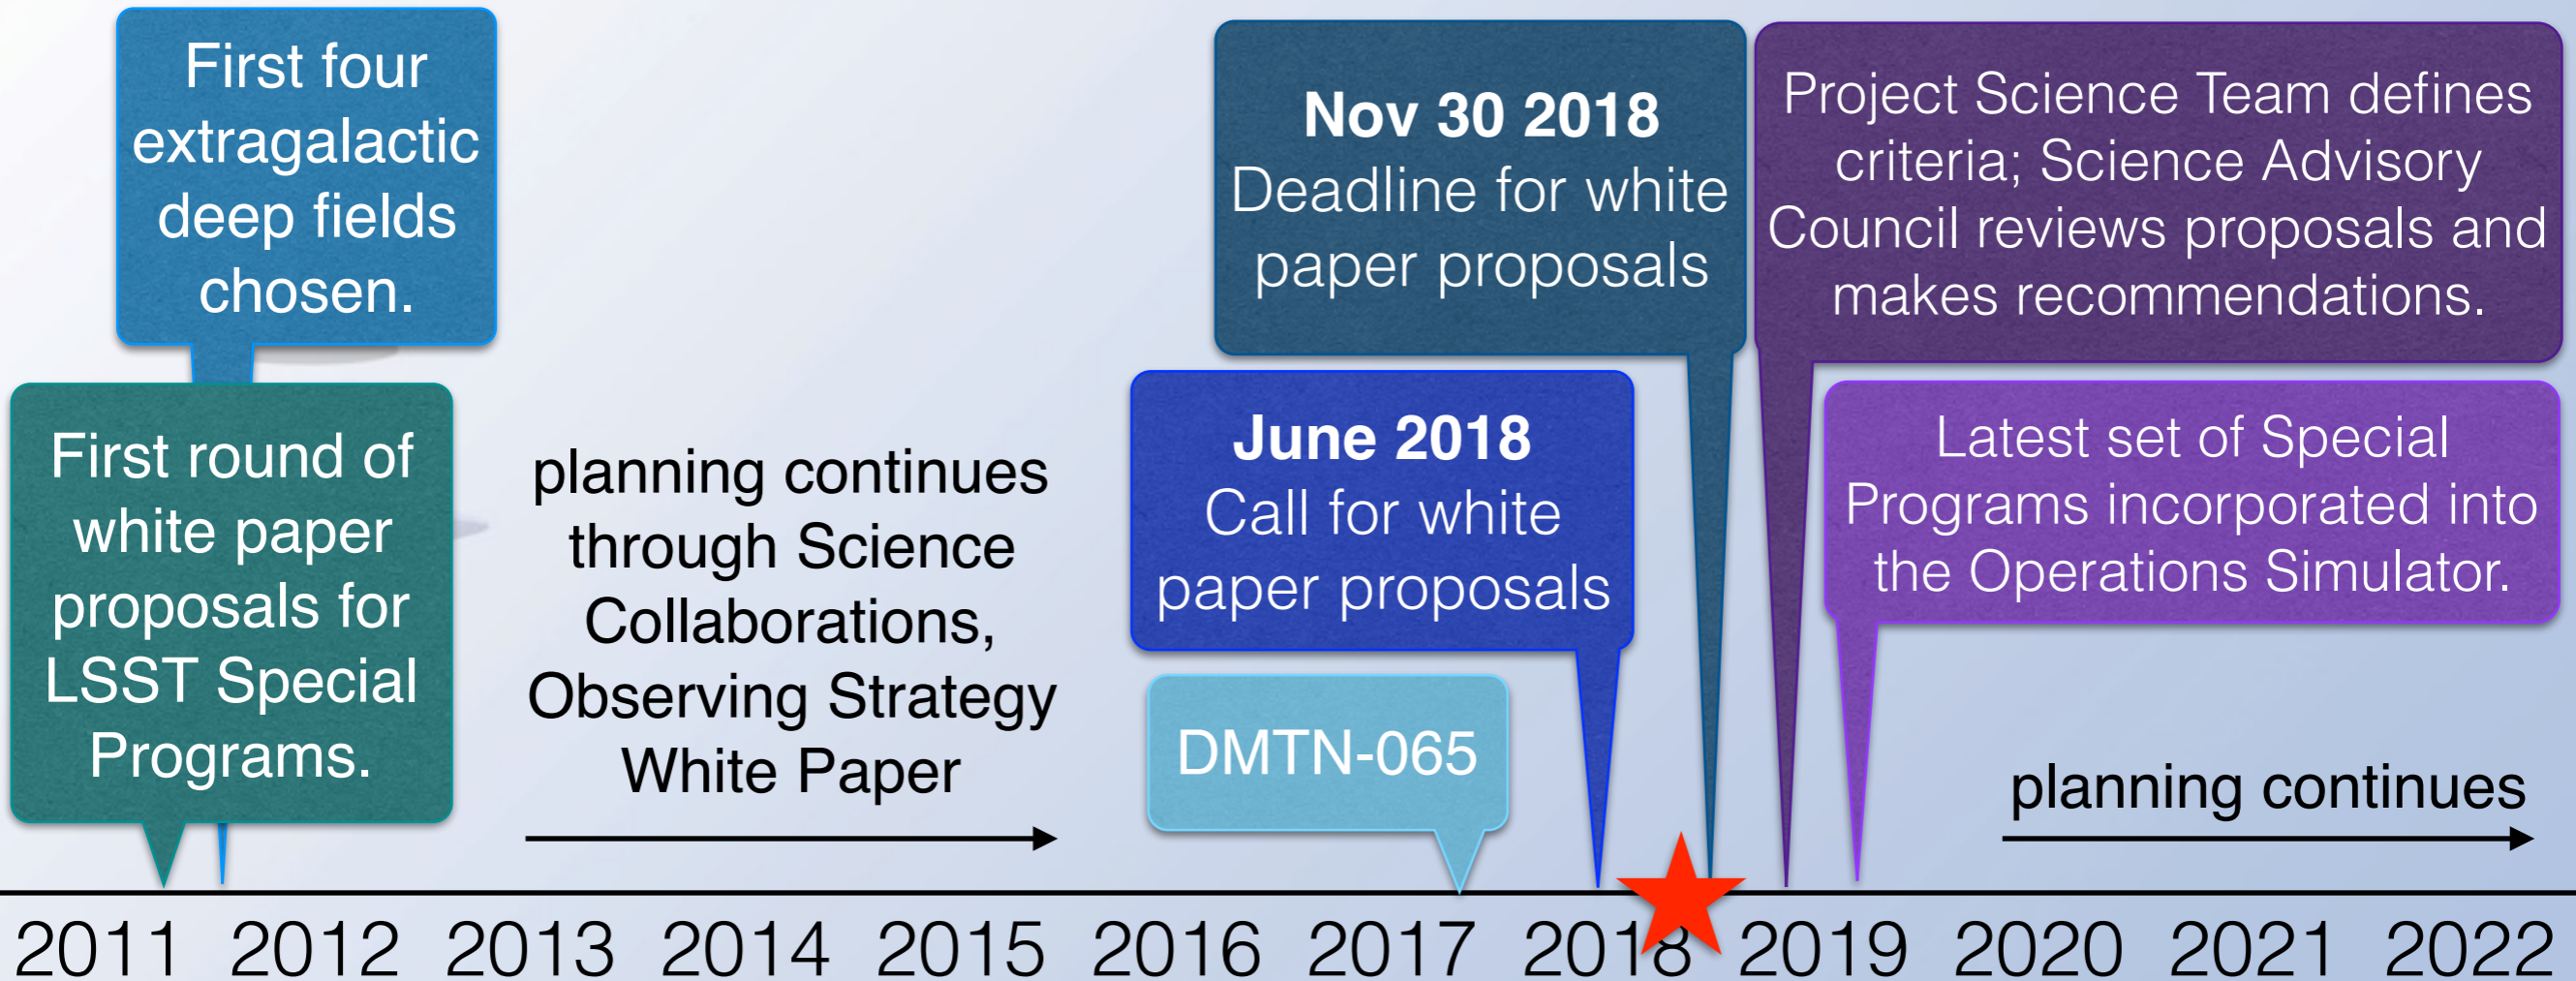 First four
extragalactic
deep fields
chosen.
First round of
white paper
proposals for
LSST Special
Programs.
planning continues
through Science
Collaborations,
Observing Strategy
White Paper
Nov 30 2018
Deadline for white
paper proposals
June 2018
Call for white
paper proposals
DMTN-065
Project Science Team defines
criteria; Science Advisory
Council reviews proposals and
makes recommendations.
Latest set of Special
Programs incorporated into
the Operations Simulator.
planning continues
2011 2012 2013 2014 2015 2016 2017 2018 2019 2020 2021 2022